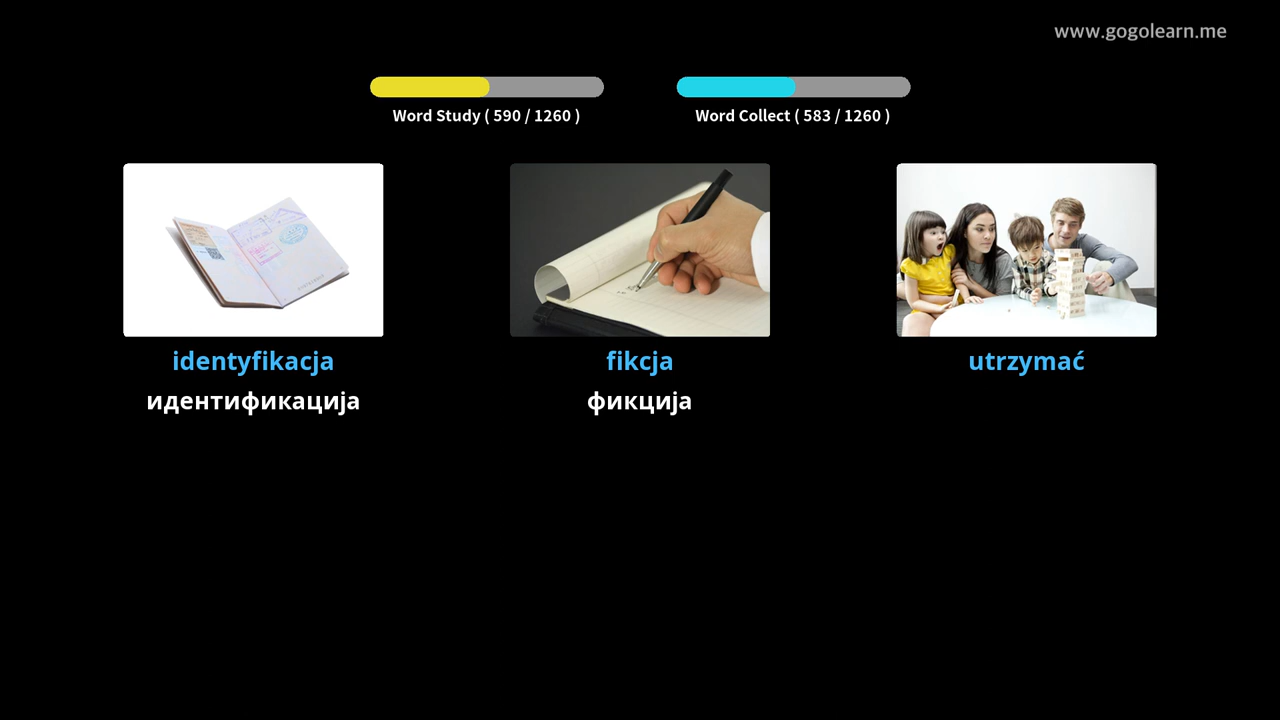 www.gogolearn.me
Word Study ( 590 / 1260 )
Word Collect ( 583 / 1260 )
identyfikacja
идентификација
fikcja
фикција
utrzymać